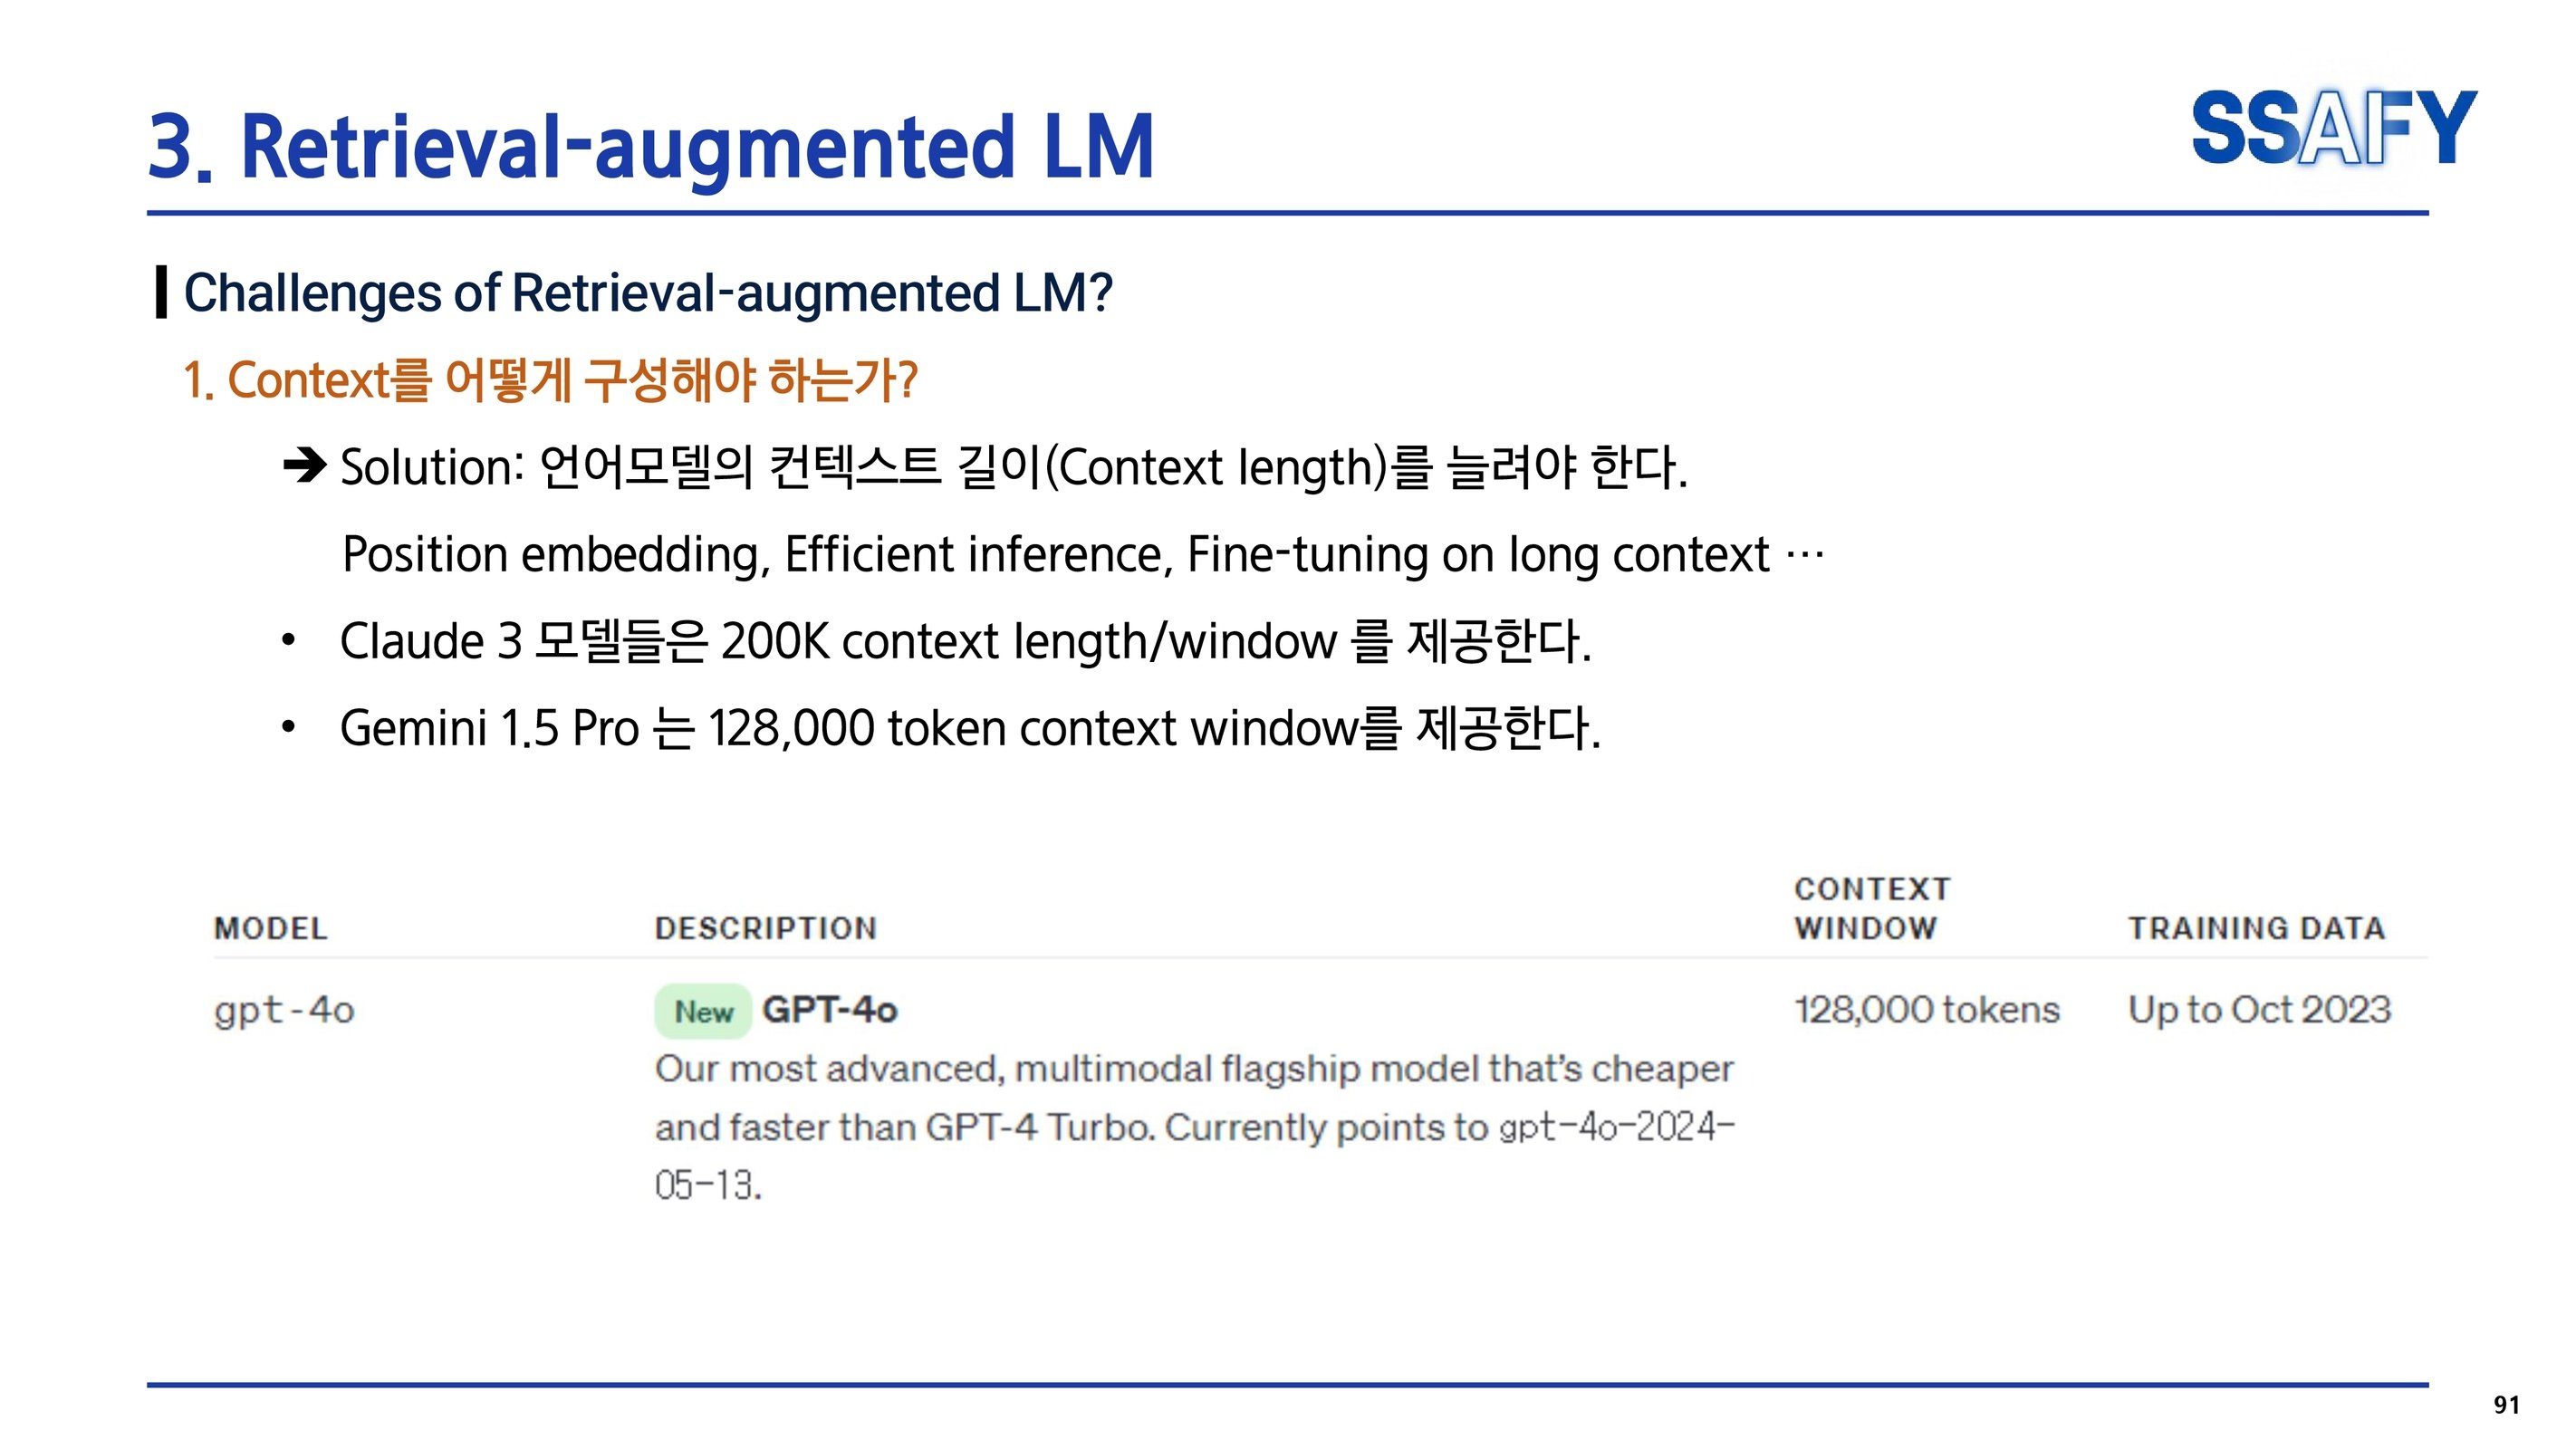 3. Retrieval-augmented LM
SSAFY
Challenges of Retrieval-augmented LM?
1. Context를 어떻게 구성해야 하는가?
➔ Solution: 언어모델의 컨텍스트 길이(Context length)를 늘려야 한다.
Position embedding, Efficient inference, Fine-tuning on long context ⋯
• Claude 3 모델들은 200K context length/window 를 제공한다.
• Gemini 1.5 Pro 는 128,000 token context window를 제공한다.
MODEL DESCRIPTION CONTEXT WINDOW TRAINING DATA
gpt-4o New GPT-4o 128,000 tokens Up to Oct 2023
Our most advanced, multimodal flagship model that's cheaper
and faster than GPT-4 Turbo. Currently points to gpt-4o-2024-
05-13.
91